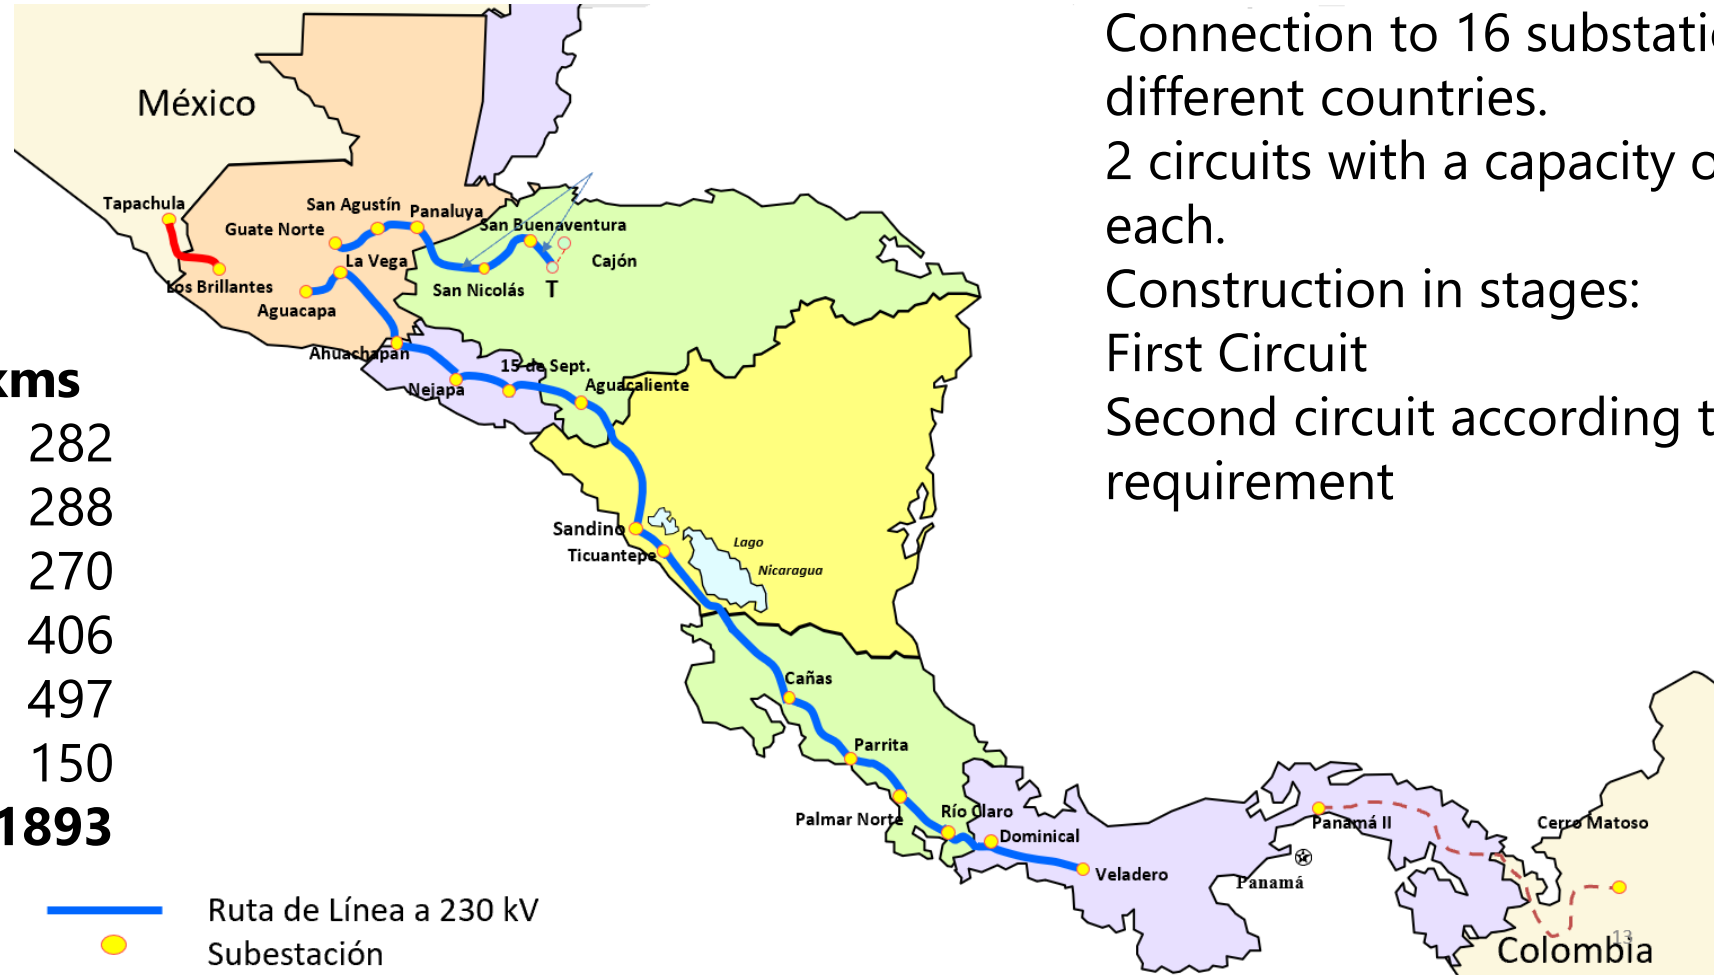 Connection to 16 substati
different countries.
2 circuits with a capacity o
each.
Construction in stages:
First Circuit
Second circuit according t
requirement
México
Tapachula
San Agustín
Panaluya
Guate Norte
San Buenaventura
La Vega
Cajón
Los Brillantes
San Nicolás
T
Aguacapa
Ahuachapán
15 de Sept.
Nejapa
Aguacaliente
kms
282
288
270
406
497
150
1893
Sandino
Ticuantepe
Lago
Nicaragua
Cañas
Parrita
Palmar Norte
Río Claro
Dominical
Veladero
Panamá II
Panamá
Cerro Matoso
Colombia
13
Ruta de Línea a 230 kV
Subestación